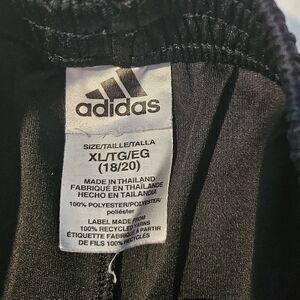 adidas
SIZE/TAILLE/TALLA
XL/TG/EG
(18/20)
MADE IN THAILAND
FABRIQUÉ EN THAÏLANDE
HECHO EN TAILANDIA
100% POLYESTER/POLYESTER/
poliéster
LABEL MADE FROM
100% RECYCLED YARNS
ÉTIQUETTE FABRIQUÉE À PARTIR
DE FILS 100% RECYCLÉS